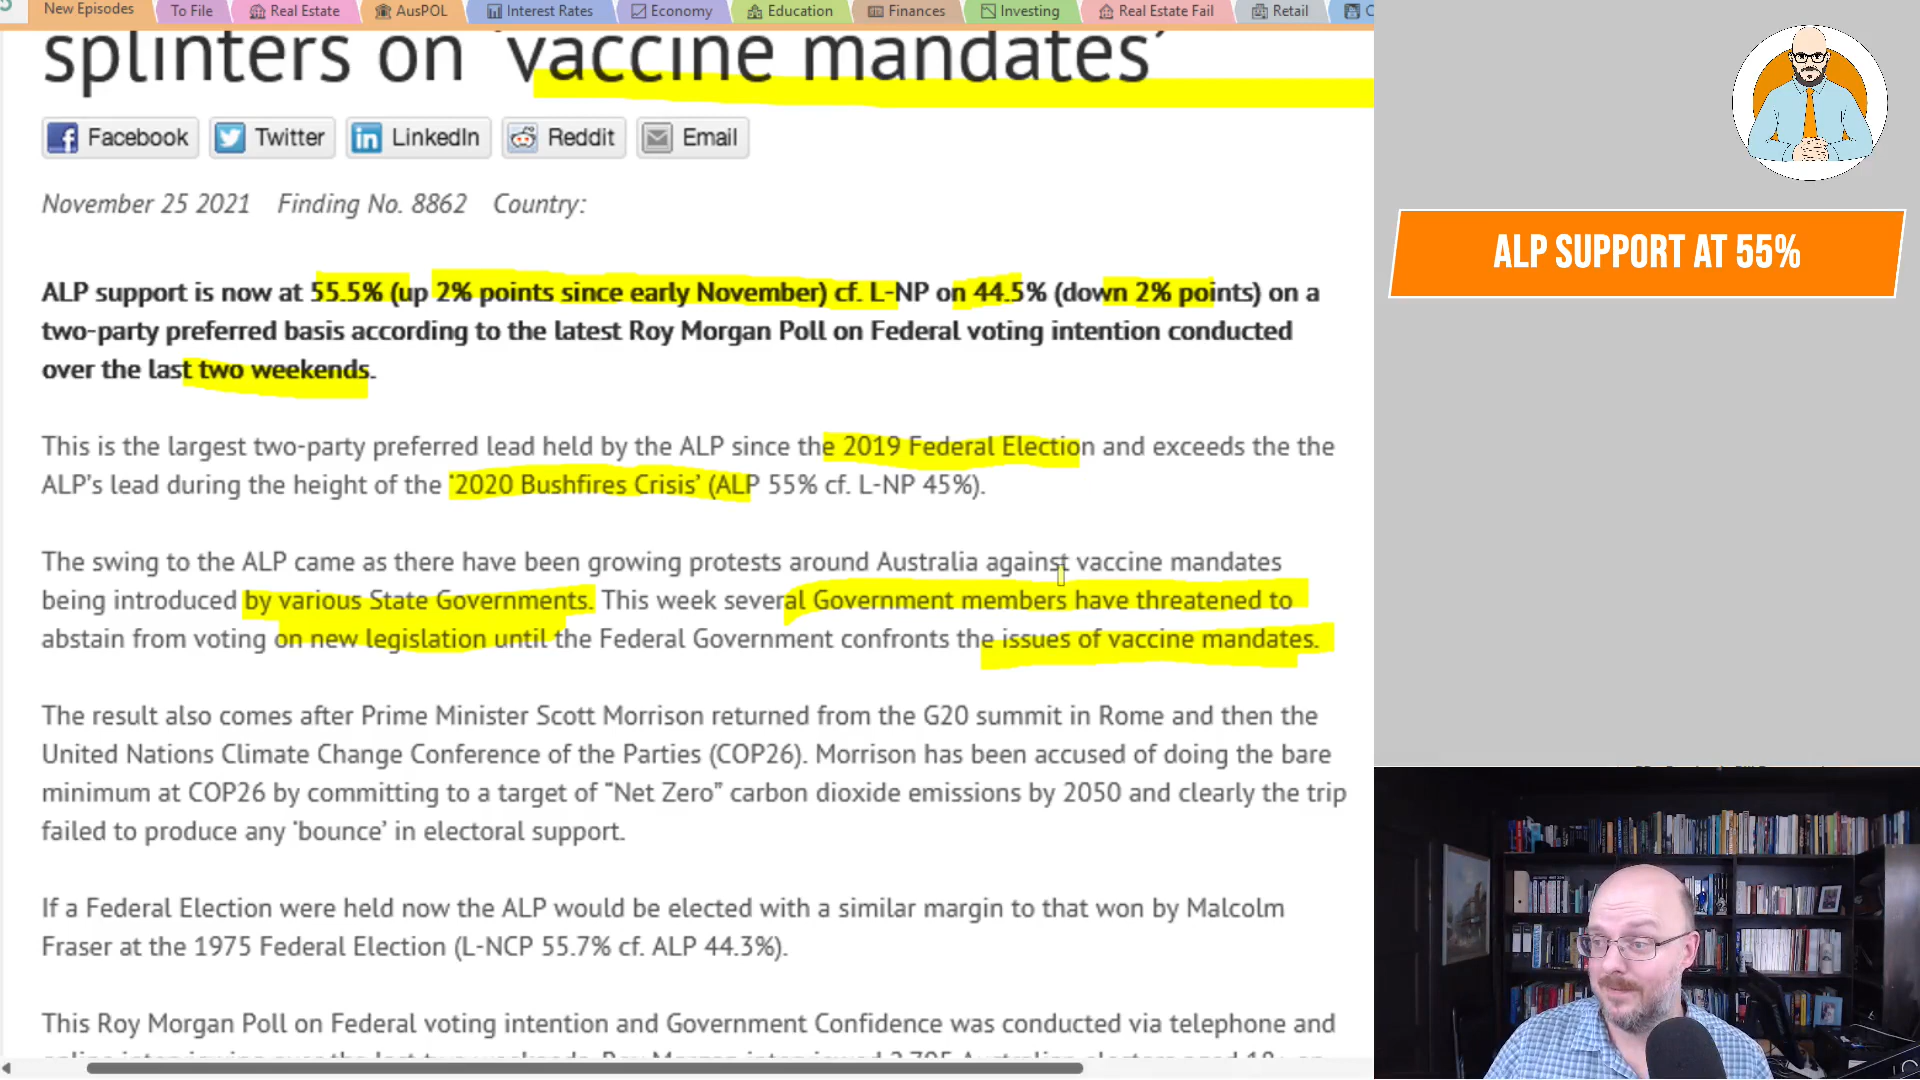 New Episodes
To File
Real Estate
AusPOL
Interest Rates
Economy
Education
Finances
Investing
Real Estate Fail
Retail
splinters on ‘vaccine mandates’
Facebook
Twitter
LinkedIn
Reddit
Email
November 25 2021 Finding No. 8862 Country:
ALP support is now at 55.5% (up 2% points since early November) cf. L-NP on 44.5% (down 2% points) on a
two-party preferred basis according to the latest Roy Morgan Poll on Federal voting intention conducted
over the last two weekends.
This is the largest two-party preferred lead held by the ALP since the 2019 Federal Election and exceeds the the
ALP’s lead during the height of the ‘2020 Bushfires Crisis’ (ALP 55% cf. L-NP 45%).
The swing to the ALP came as there have been growing protests around Australia against vaccine mandates
being introduced by various State Governments. This week several Government members have threatened to
abstain from voting on new legislation until the Federal Government confronts the issues of vaccine mandates.
The result also comes after Prime Minister Scott Morrison returned from the G20 summit in Rome and then the
United Nations Climate Change Conference of the Parties (COP26). Morrison has been accused of doing the bare
minimum at COP26 by committing to a target of “Net Zero” carbon dioxide emissions by 2050 and clearly the trip
failed to produce any ‘bounce’ in electoral support.
If a Federal Election were held now the ALP would be elected with a similar margin to that won by Malcolm
Fraser at the 1975 Federal Election (L-NCP 55.7% cf. ALP 44.3%).
This Roy Morgan Poll on Federal voting intention and Government Confidence was conducted via telephone and
ALP SUPPORT AT 55%